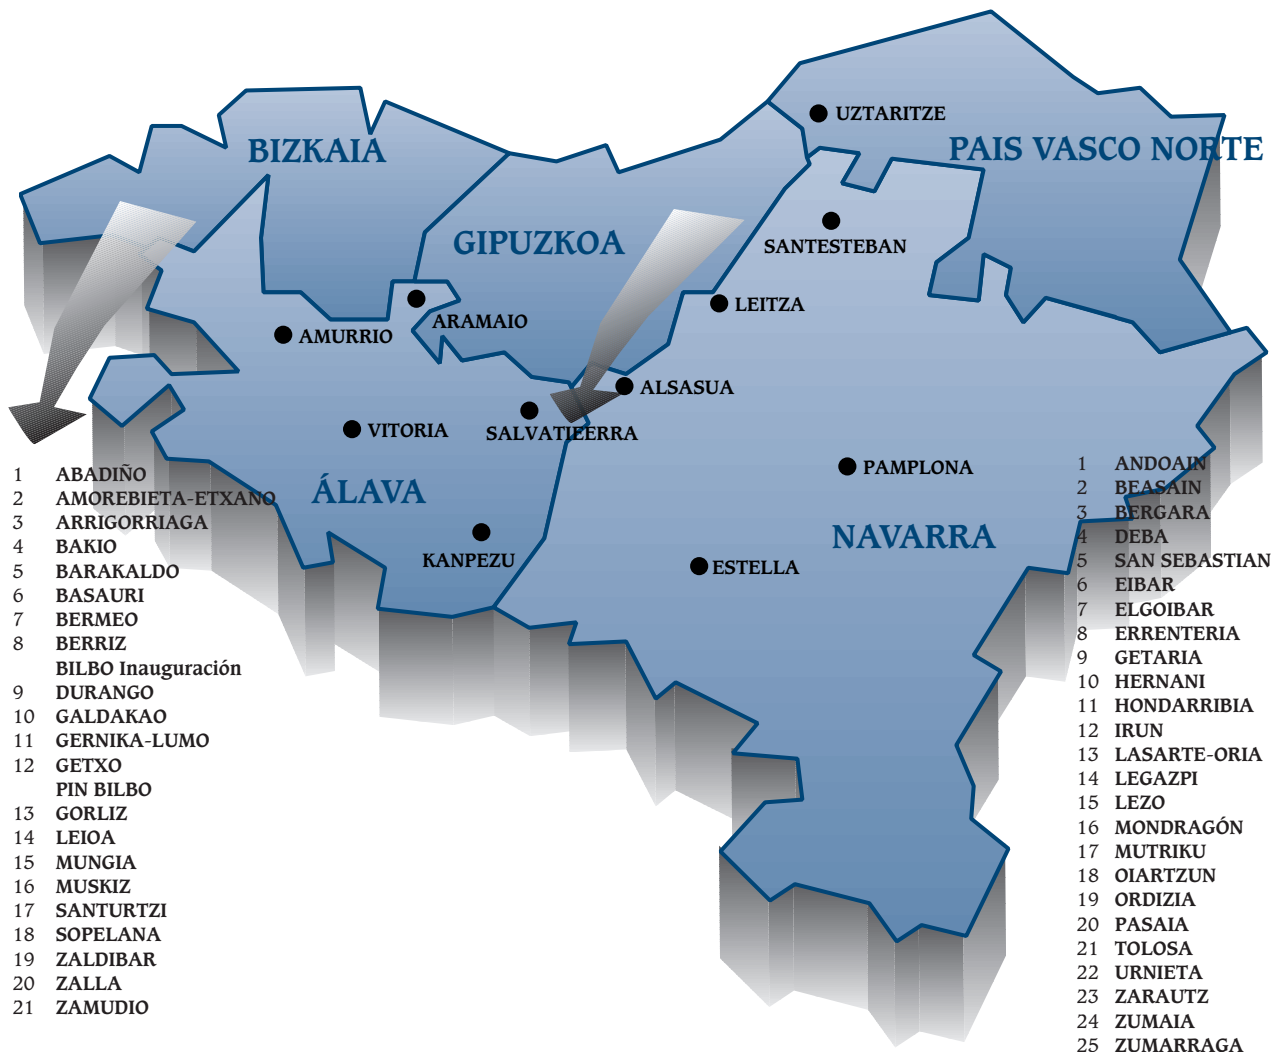 UZTARITZE
BIZKAIA
PAIS VASCO NORTE
GIPUZKOA
SANTESTEBAN
LEITZA
ARAMAIO
AMURRIO
ALSASUA
VITORIA
SALVATIEERRA
PAMPLONA
ÁLAVA
NAVARRA
KANPEZU
ESTELLA
1 ABADIÑO
2 AMOREBIETA-ETXANO
3 ARRIGORRIAGA
4 BAKIO
5 BARAKALDO
6 BASAURI
7 BERMEO
8 BERRIZ
BILBO Inauguración
9 DURANGO
10 GALDAKAO
11 GERNIKA-LUMO
12 GETXO
PIN BILBO
13 GORLIZ
14 LEIOA
15 MUNGIA
16 MUSKIZ
17 SANTURTZI
18 SOPELANA
19 ZALDIBAR
20 ZALLA
21 ZAMUDIO
1 ANDOAIN
2 BEASAIN
3 BERGARA
4 DEBA
5 SAN SEBASTIAN
6 EIBAR
7 ELGOIBAR
8 ERRENTERIA
9 GETARIA
10 HERNANI
11 HONDARRIBIA
12 IRUN
13 LASARTE-ORIA
14 LEGAZPI
15 LEZO
16 MONDRAGÓN
17 MUTRIKU
18 OIARTZUN
19 ORDIZIA
20 PASAIA
21 TOLOSA
22 URNIETA
23 ZARAUTZ
24 ZUMAIA
25 ZUMARRAGA